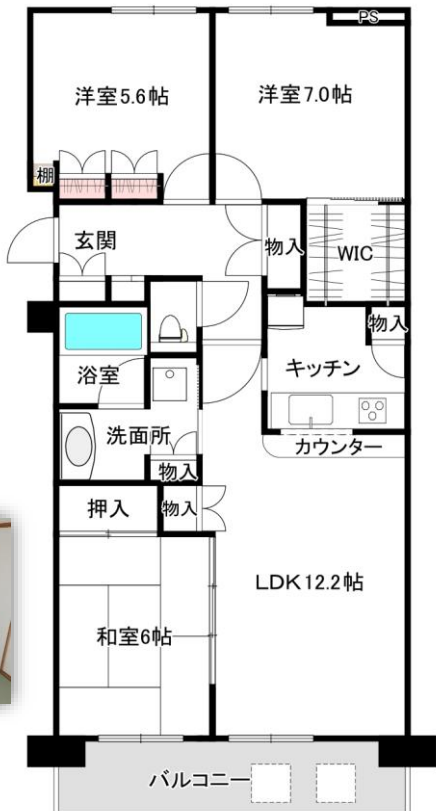 PS
洋室5.6帖
洋室7.0帖
棚
玄関
物入
WIC
物入
キッチン
浴室
カウンター
洗面所
物入
押入
物入
LDK12.2帖
和室6帖
バルコニー